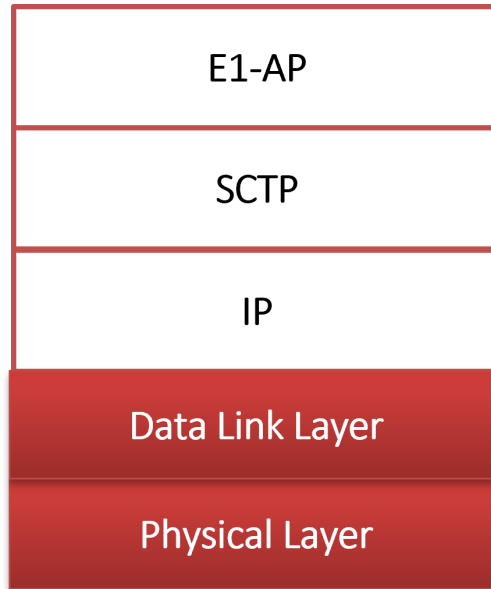 E1-AP
SCTP
IP
Data Link Layer
Physical Layer